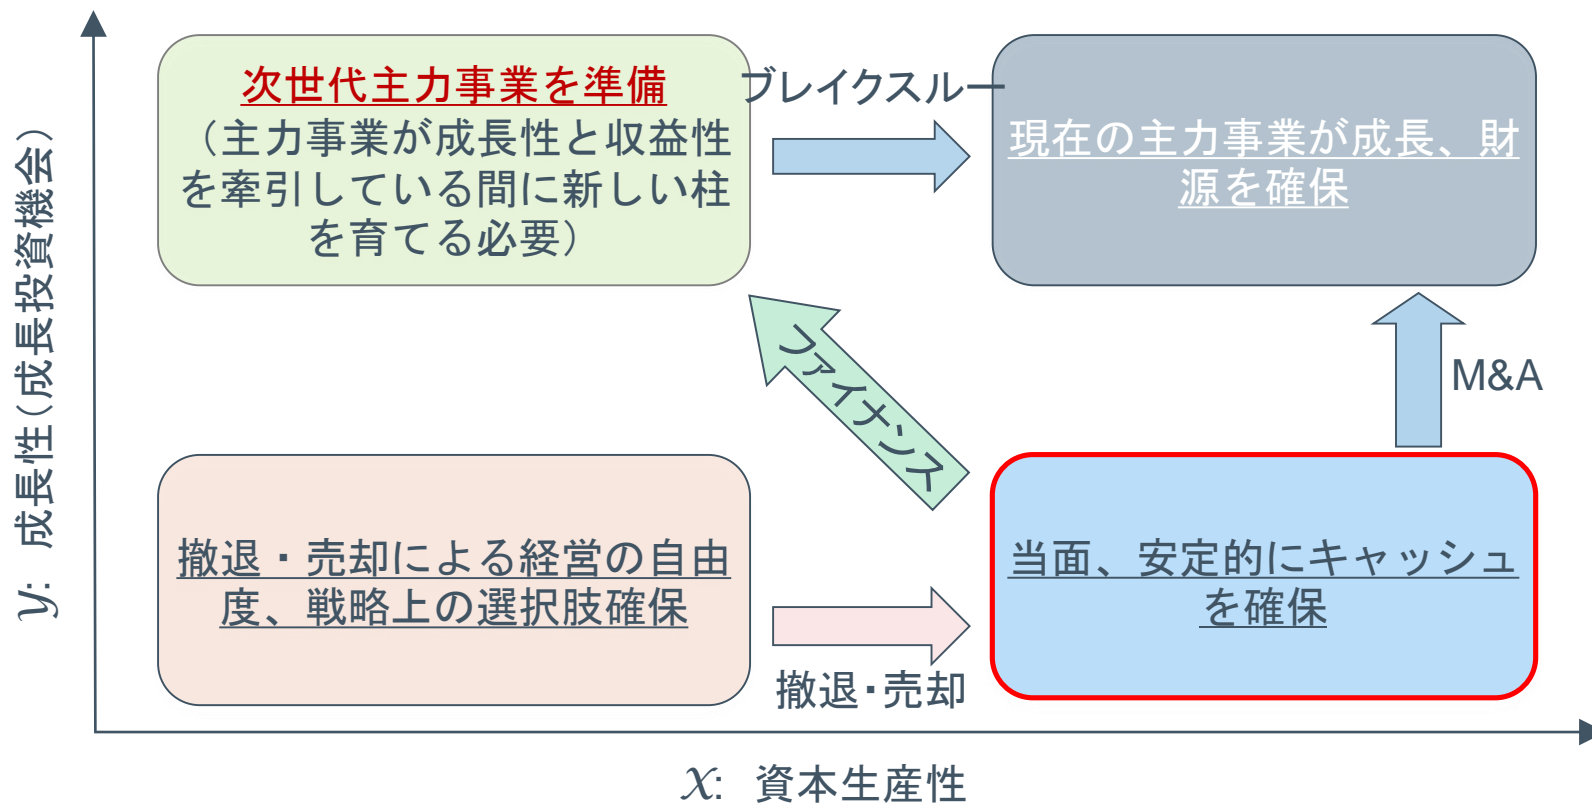 次世代主力事業を準備
（主力事業が成長性と収益性
を牽引している間に新しい柱
を育てる必要）
ブレイクスルー
現在の主力事業が成長、財
源を確保
y: 成長性（成長投資機会）
ファイナンス
M&A
撤退・売却による経営の自由
度、戦略上の選択肢確保
撤退・売却
当面、安定的にキャッシュ
を確保
x: 資本生産性